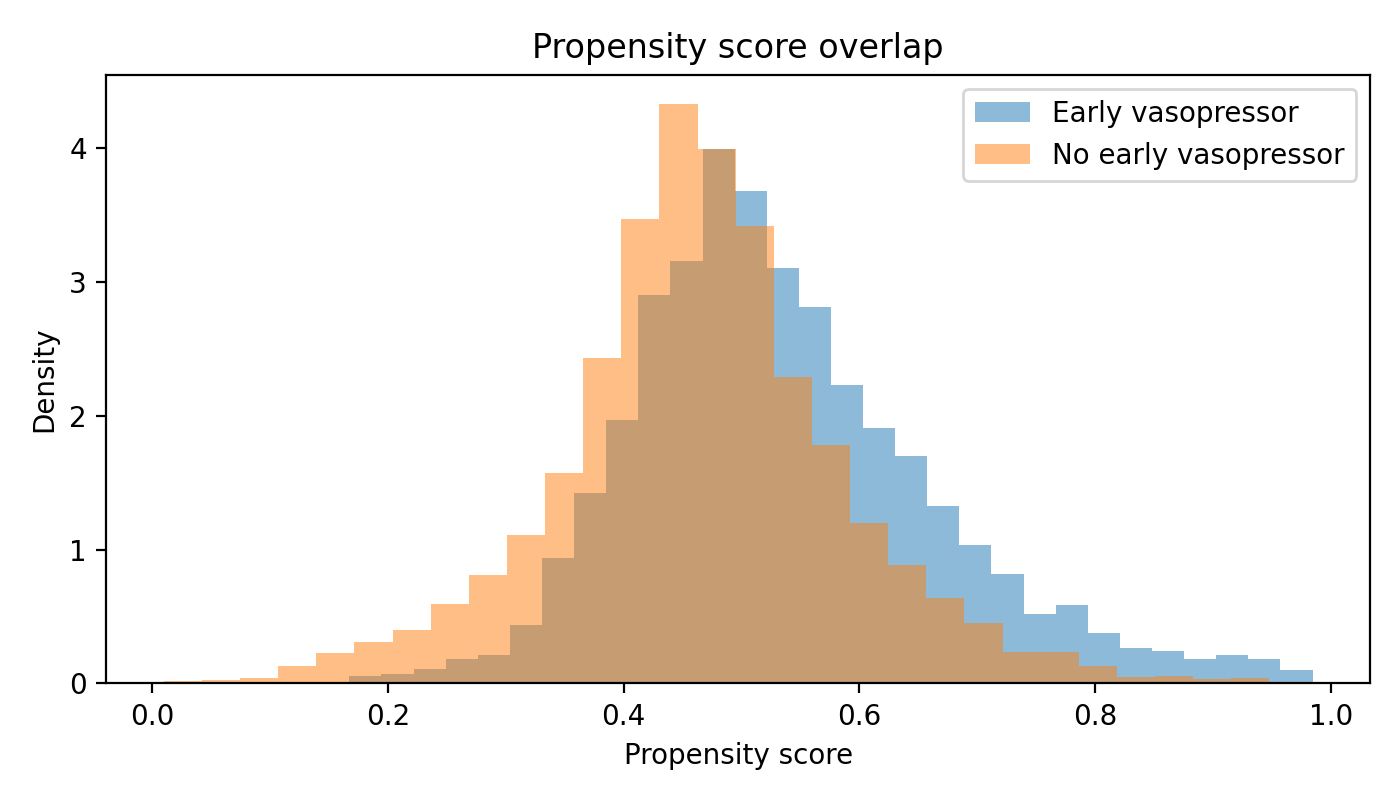 Propensity score overlap
Early vasopressor
No early vasopressor
4
3
2
1
0
Density
0.0 0.2 0.4 0.6 0.8 1.0
Propensity score